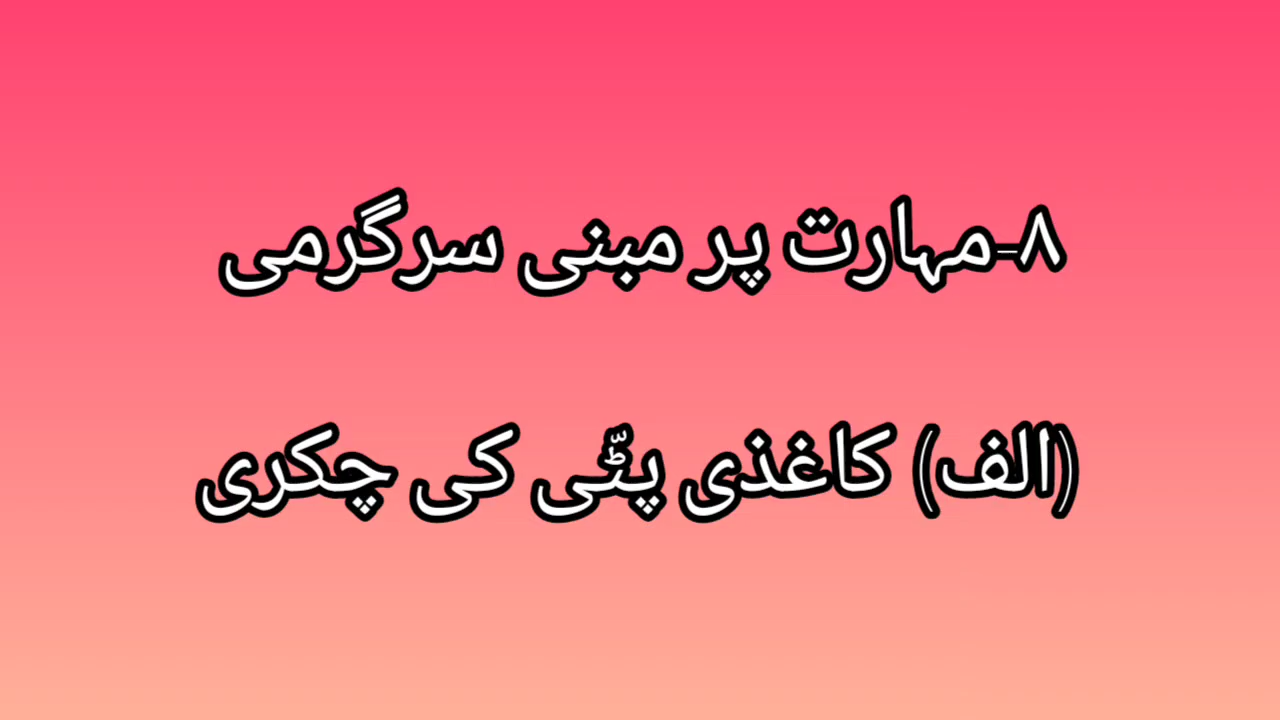 ۸-مہارت پر مبنی سرگرمی
(الف) کاغذی پٹّی کی چکری